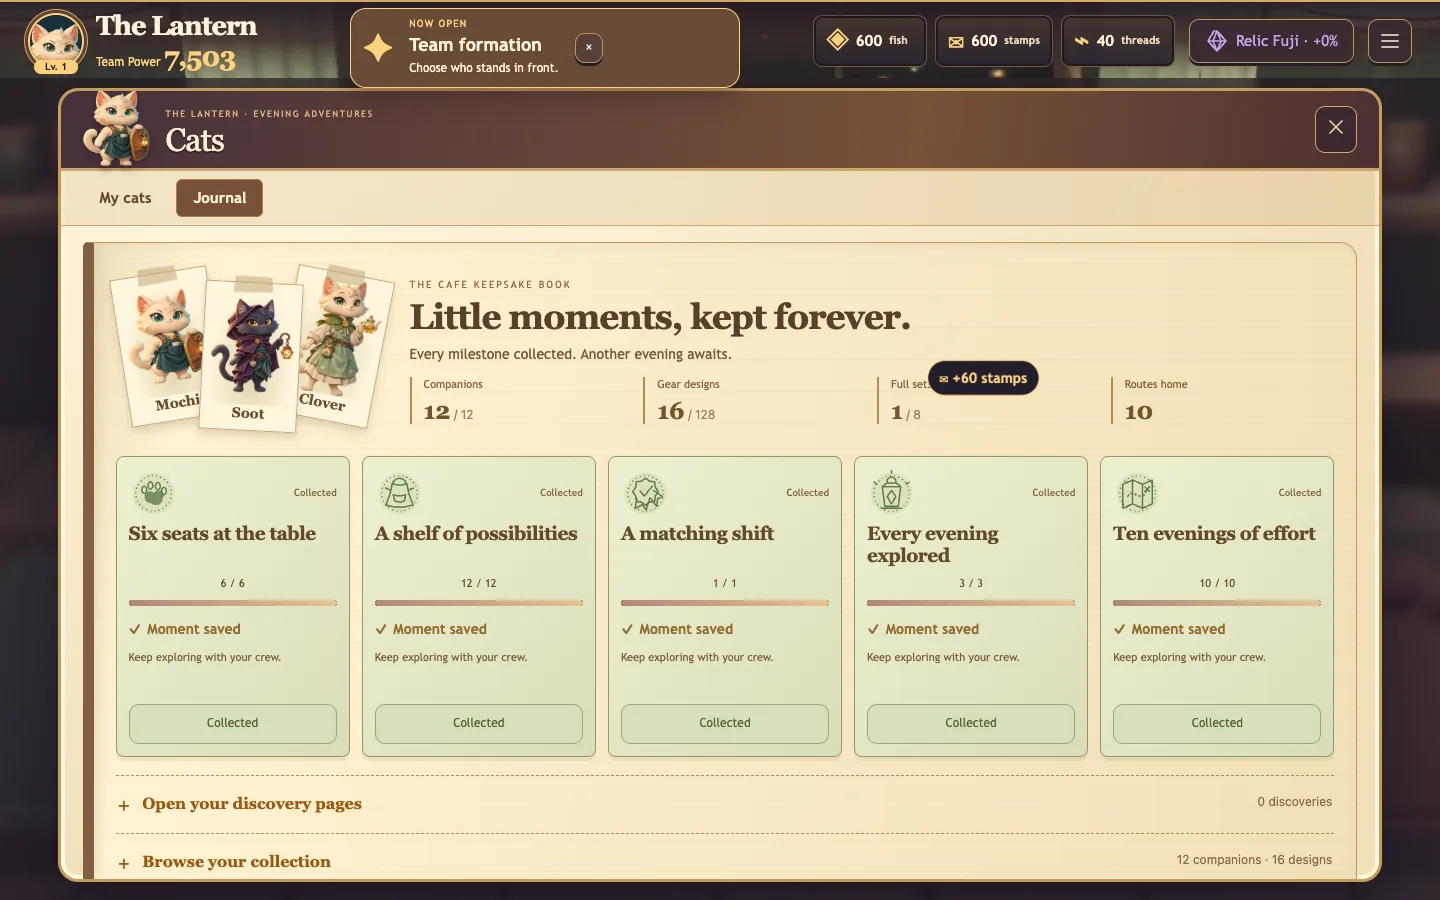 The Lantern
Lv. 1
Team Power 7,503
NOW OPEN
Team formation
Choose who stands in front.
×
600 fish
600 stamps
40 threads
Relic Fuji · +0%
THE LANTERN · EVENING ADVENTURES
Cats
My cats
Journal
Mochi
Soot
Clover
THE CAFE KEEPSAKE BOOK
Little moments, kept forever.
Every milestone collected. Another evening awaits.
Companions
12 / 12
Gear designs
16 / 128
Full set
1 / 8
+60 stamps
Routes home
10
Collected
Six seats at the table
6 / 6
✓ Moment saved
Keep exploring with your crew.
Collected
Collected
A shelf of possibilities
12 / 12
✓ Moment saved
Keep exploring with your crew.
Collected
Collected
A matching shift
1 / 1
✓ Moment saved
Keep exploring with your crew.
Collected
Collected
Every evening
explored
3 / 3
✓ Moment saved
Keep exploring with your crew.
Collected
Collected
Ten evenings of effort
10 / 10
✓ Moment saved
Keep exploring with your crew.
Collected
+ Open your discovery pages
0 discoveries
+ Browse your collection
12 companions · 16 designs